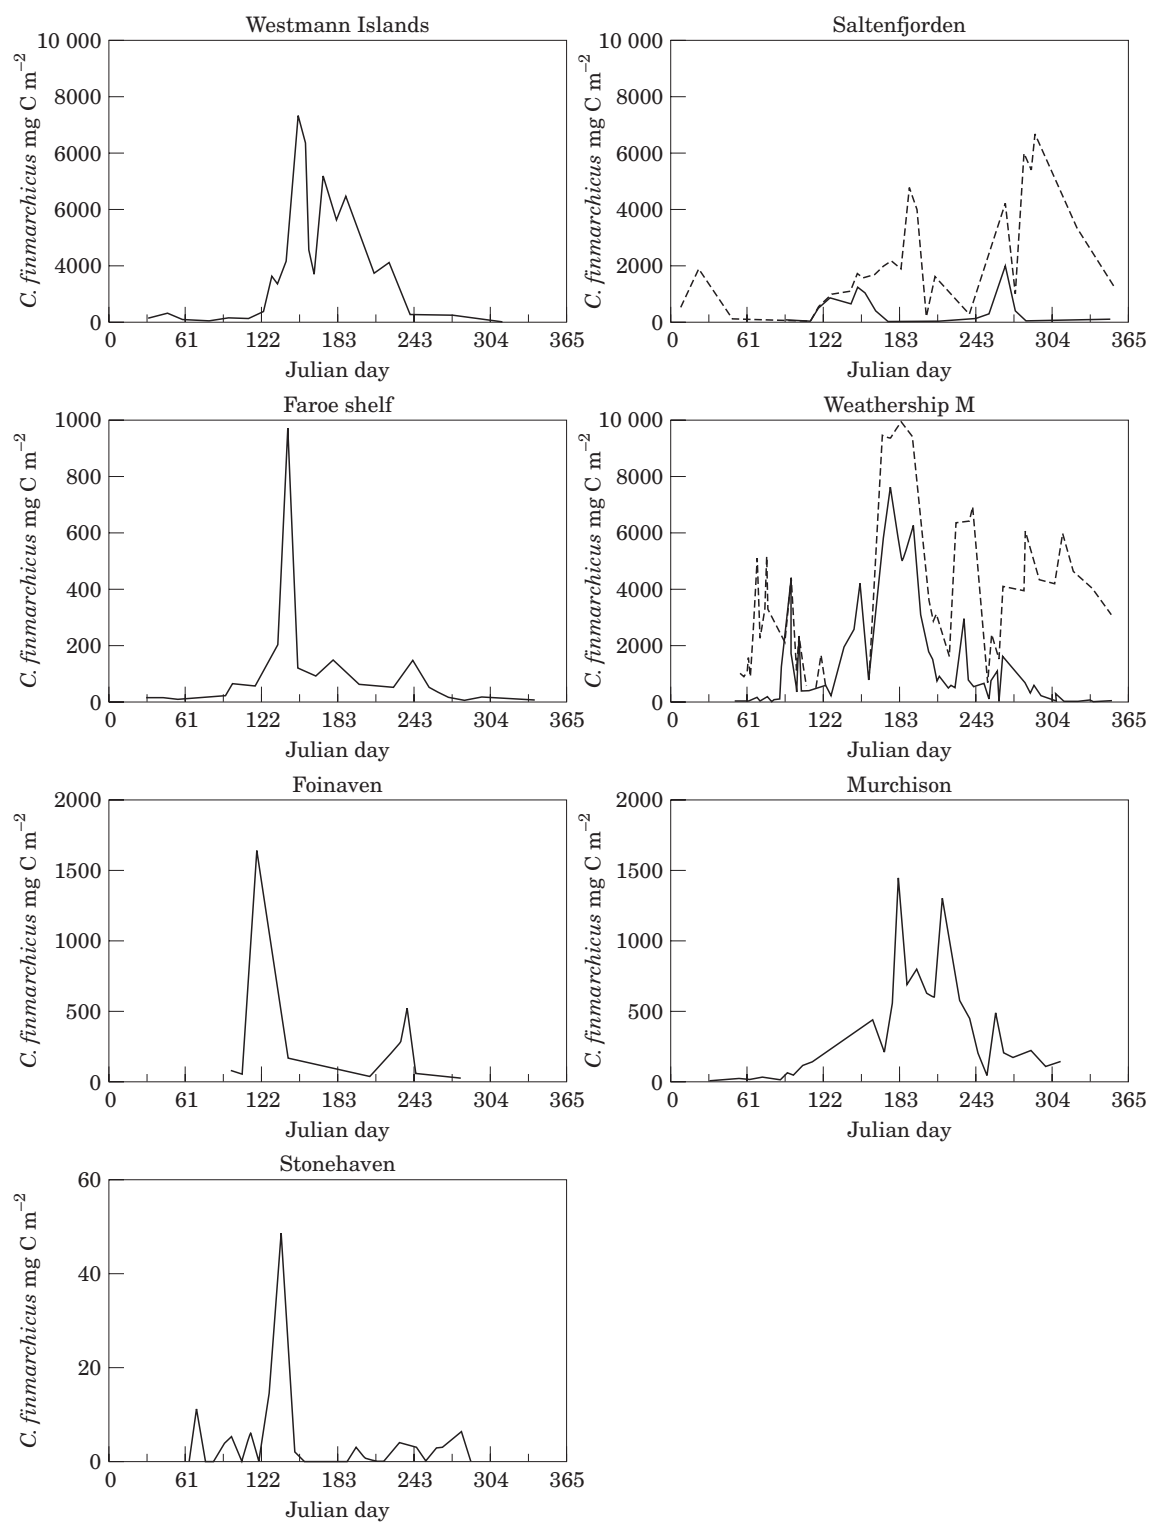 Westmann Islands
10 000
8000
6000
6000
4000
0
C. finmarchicus mg C m−2
0 61 122 183 243 304 365
Julian day
Saltenfjorden
10 000
8000
6000
4000
2000
0
C. finmarchicus mg C m−2
0 61 122 183 243 304 365
Julian day
Faroe shelf
1000
800
600
400
200
0
C. finmarchicus mg C m−2
0 61 122 183 243 304 365
Julian day
Weathership M
10 000
8000
6000
4000
2000
0
C. finmarchicus mg C m−2
0 61 122 183 243 304 365
Julian day
Foinaven
2000
1500
1000
500
0
C. finmarchicus mg C m−2
0 61 122 183 243 304 365
Julian day
Murchison
2000
1500
1000
500
0
C. finmarchicus mg C m−2
0 61 122 183 243 304 365
Julian day
Stonehaven
60
40
20
0
C. finmarchicus mg C m−2
0 61 122 183 243 304 365
Julian day